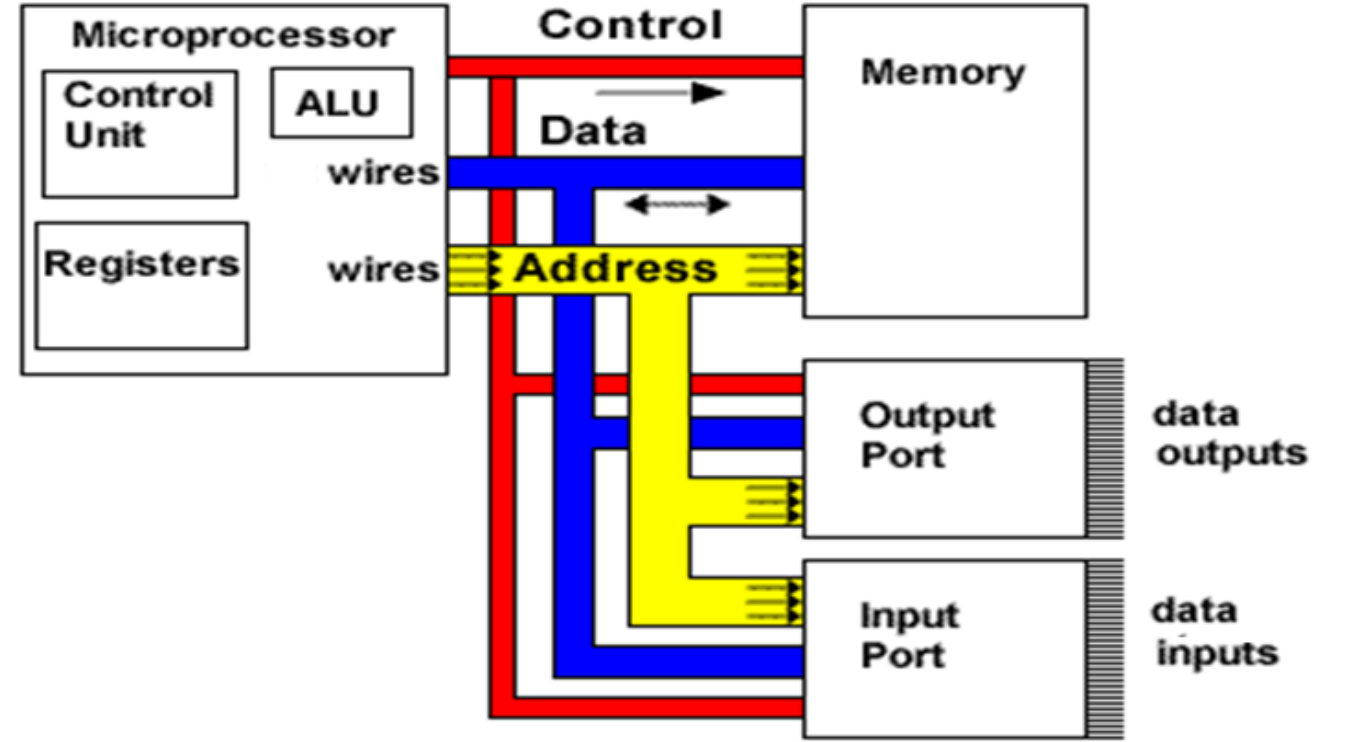 Microprocessor
Control
Unit
ALU
wires
Registers
wires
Control
Data
Address
Memory
Output
Port
data
outputs
Input
Port
data
inputs